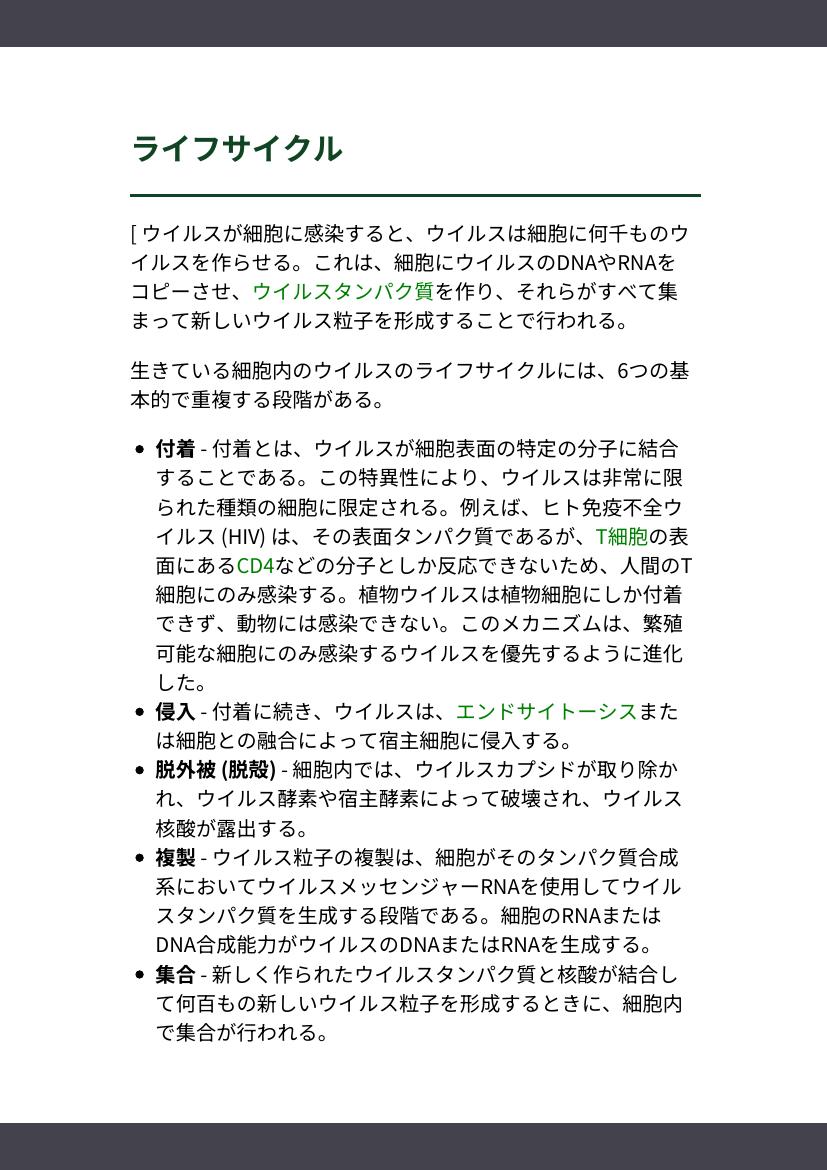 ライフサイクル
[ ウイルスが細胞に感染すると、ウイルスは細胞に何千ものウ
イルスを作らせる。これは、細胞にウイルスのDNAやRNAを
コピーさせ、ウイルスタンパク質を作り、それらがすべて集
まって新しいウイルス粒子を形成することで行われる。
生きている細胞内のウイルスのライフサイクルには、6つの基
本的で重複する段階がある。
• 付着 - 付着とは、ウイルスが細胞表面の特定の分子に結合
することである。この特異性により、ウイルスは非常に限
られた種類の細胞に限定される。例えば、ヒト免疫不全ウ
イルス (HIV) は、その表面タンパク質であるが、T細胞の表
面にあるCD4などの分子としか反応できないため、人間のT
細胞にのみ感染する。植物ウイルスは植物細胞にしか付着
できず、動物には感染できない。このメカニズムは、繁殖
可能な細胞にのみ感染するウイルスを優先するように進化
した。
• 侵入 - 付着に続き、ウイルスは、エンドサイトーシスまた
は細胞との融合によって宿主細胞に侵入する。
• 脱外被 (脱殻) - 細胞内では、ウイルスカプシドが取り除か
れ、ウイルス酵素や宿主酵素によって破壊され、ウイルス
核酸が露出する。
• 複製 - ウイルス粒子の複製は、細胞がそのタンパク質合成
系においてウイルスメッセンジャーRNAを使用してウイル
スタンパク質を生成する段階である。細胞のRNAまたは
DNA合成能力がウイルスのDNAまたはRNAを生成する。
• 集合 - 新しく作られたウイルスタンパク質と核酸が結合し
て何百もの新しいウイルス粒子を形成するときに、細胞内
で集合が行われる。